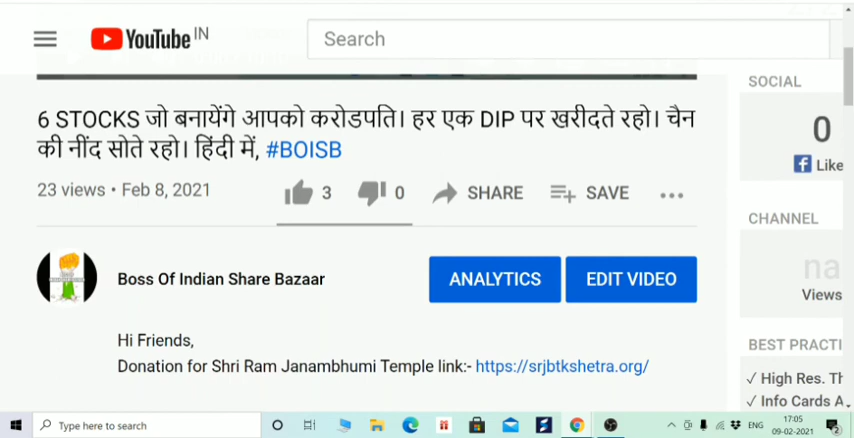 YouTube IN
Search
SOCIAL
6 STOCKS जो बनायेंगे आपको करोडपति। हर एक DIP पर खरीदते रहो। चैन
की नींद सोते रहो। हिंदी में, #BOISB
0
Like
23 views • Feb 8, 2021
3
0
SHARE
SAVE
CHANNEL
na
Views
Boss Of Indian Share Bazaar
ANALYTICS
EDIT VIDEO
Hi Friends,
Donation for Shri Ram Janambhumi Temple link:- https://srjbtkshetra.org/
BEST PRACTI
✓ High Res. Th
✓ Info Cards A
Type here to search
ENG
17:05
09-02-2021
2